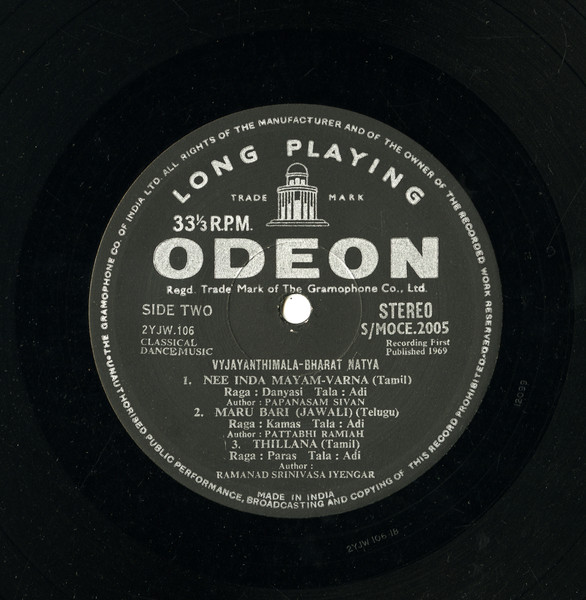 THE GRAMOPHONE CO. OF INDIA LTD. ALL RIGHTS OF THE MANUFACTURER AND OF THE OWNER OF THE RECORDED WORK RESERVED. UNAUTHORISED PUBLIC PERFORMANCE, BROADCASTING AND COPYING OF THIS RECORD PROHIBITED.
LONG PLAYING
TRADE MARK
33⅓ R.P.M.
ODEON
Regd. Trade Mark of The Gramophone Co., Ltd.
SIDE TWO
STEREO
2YJW.106
S/MOCE.2005
CLASSICAL
DANCE MUSIC
Recording First
Published 1969
VYJAYANTHIMALA-BHARAT NATYA
1. NEE INDA MAYAM-VARNA (Tamil)
Raga : Danyasi Tala : Adi
Author : PAPANASAM SIVAN
2. MARU BARI (JAWALI) (Telugu)
Raga : Kamas Tala : Adi
Author : PATTABHI RAMIAH
3. THILLANA (Tamil)
Raga : Paras Tala : Adi
Author :
RAMANAD SRINIVASA IYENGAR
MADE IN INDIA
2YJW 106 1B